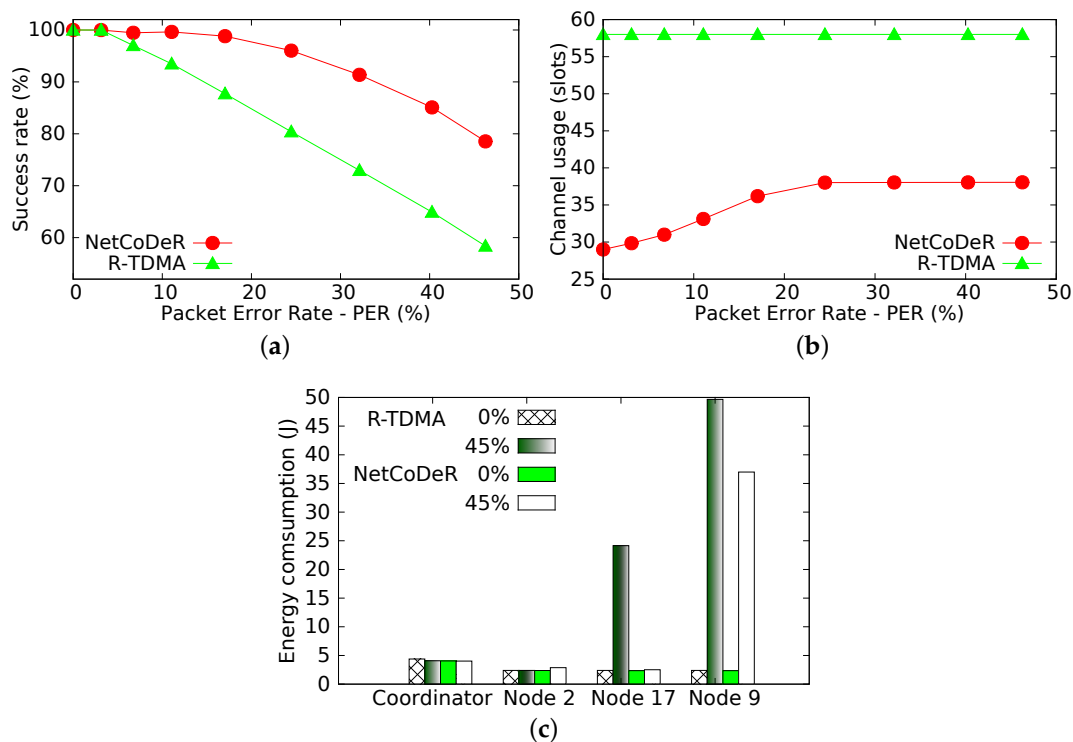 100
90
80
70
60
Success rate (%)
NetCoDeR
R-TDMA
0 10 20 30 40 50
Packet Error Rate - PER (%)
(a)
60
55
50
45
40
35
30
25
Channel usage (slots)
NetCoDeR
R-TDMA
0 10 20 30 40 50
Packet Error Rate - PER (%)
(b)
50
45
40
35
30
25
20
15
10
5
0
Energy comsumption (J)
R-TDMA 0%
45%
NetCoDeR 0%
45%
Coordinator Node 2 Node 17 Node 9
(c)